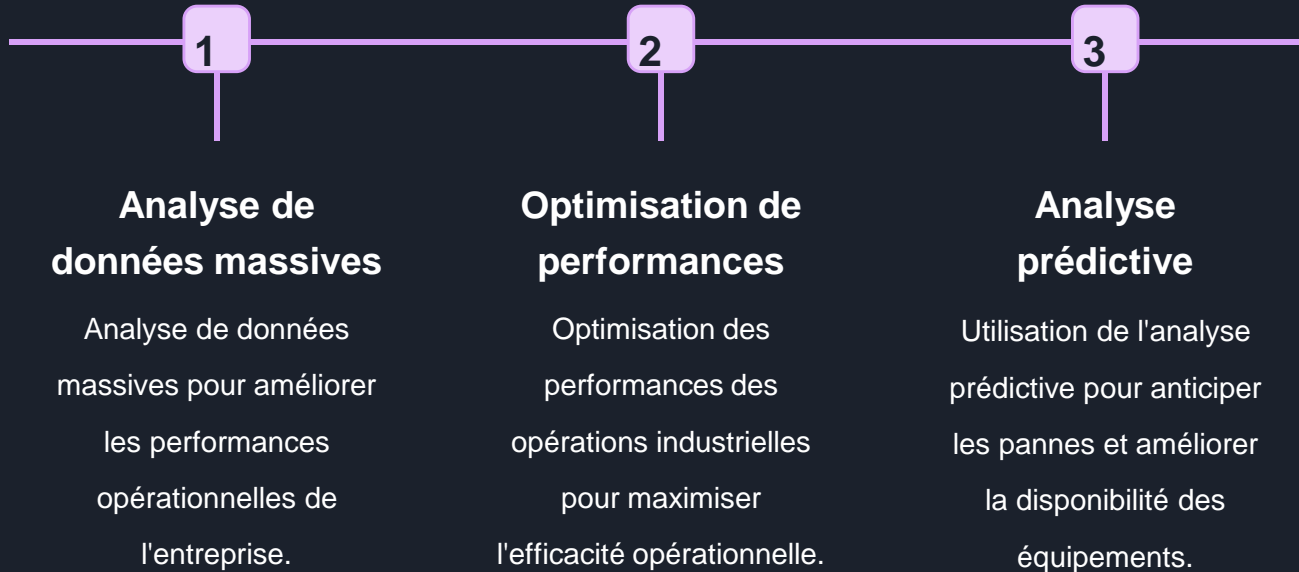 1
Analyse de
données massives
Analyse de données
massives pour améliorer
les performances
opérationnelles de
l'entreprise.
2
Optimisation de
performances
Optimisation des
performances des
opérations industrielles
pour maximiser
l'efficacité opérationnelle.
3
Analyse
prédictive
Utilisation de l'analyse
prédictive pour anticiper
les pannes et améliorer
la disponibilité des
équipements.